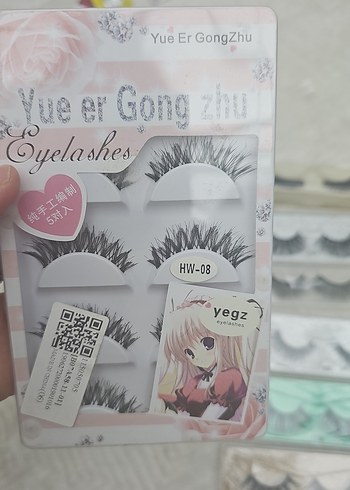 Yue Er GongZhu
Yue er Gong zhu
Eyelashes
纯手工编制
5对入
HW-08
yegz
eyelashes